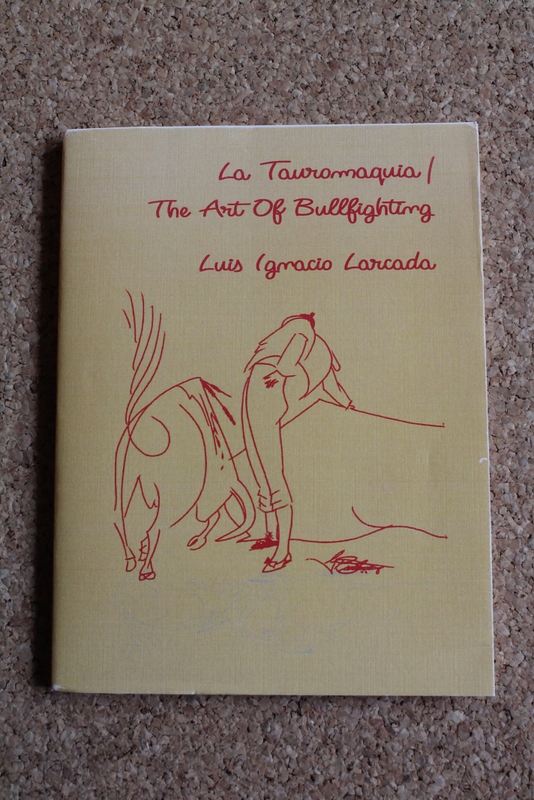 La Tauromaquia /
The Art Of Bullfighting
Luis Ignacio Larcada